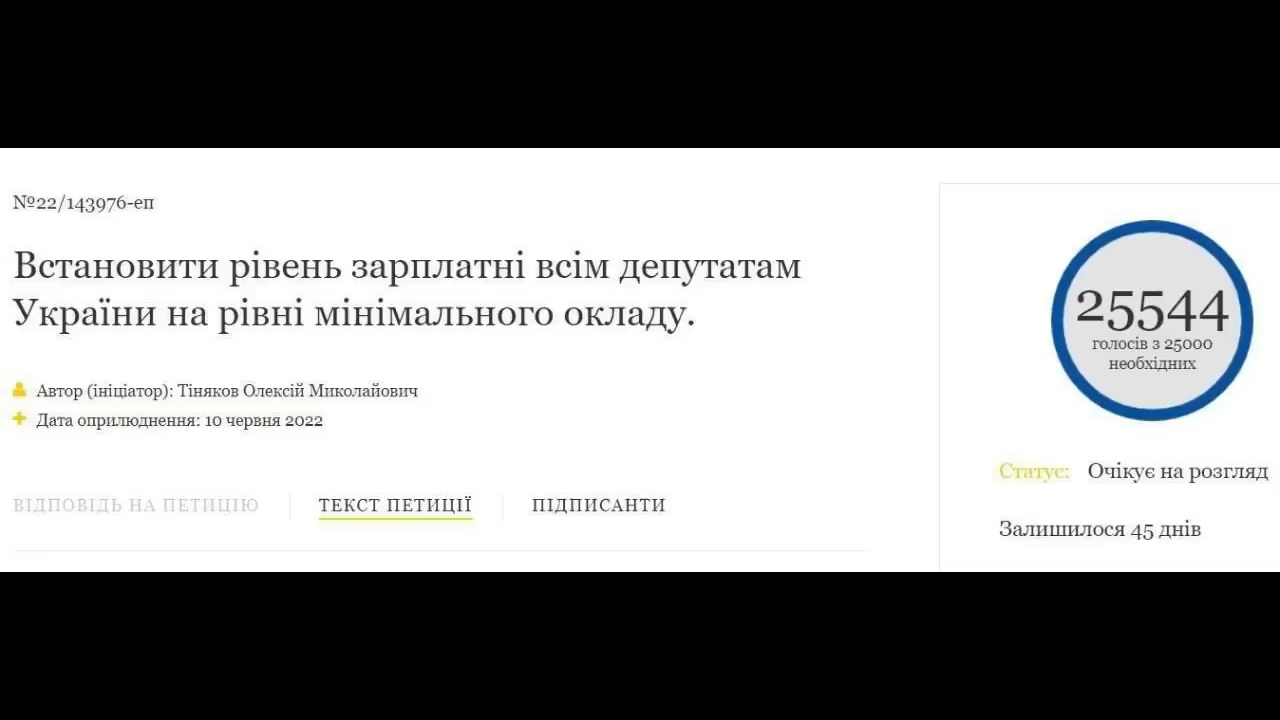 №22/143976-еп
Встановити рівень зарплатні всім депутатам
України на рівні мінімального окладу.
Автор (ініціатор): Тіняков Олексій Миколайович
Дата оприлюднення: 10 червня 2022
ВІДПОВІДЬ НА ПЕТИЦІЮ
ТЕКСТ ПЕТИЦІЇ
ПІДПИСАНТИ
25544
голосів з 25000
необхідних
Статус: Очікує на розгляд
Залишилося 45 днів